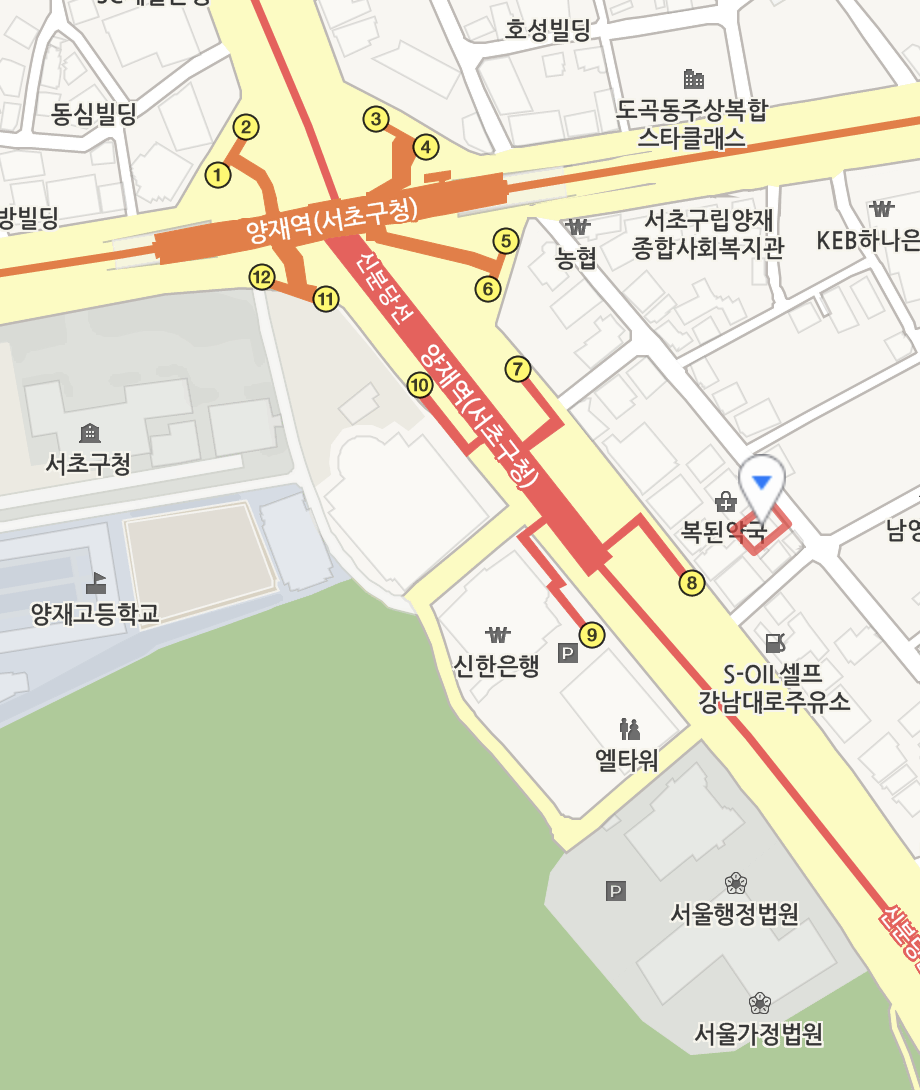 호성빌딩
동심빌딩
도곡동주상복합
스타클래스
3
2
4
1
방빌딩
양재역(서초구청)
서초구립양재
종합사회복지관
KEB하나은
농협
5
6
12
11
신분당선
7
10
양재역(서초구청)
서초구청
복된약국
남양
8
양재고등학교
9
신한은행
P
S-OIL셀프
강남대로주유소
엘타워
P
서울행정법원
신분당선
서울가정법원